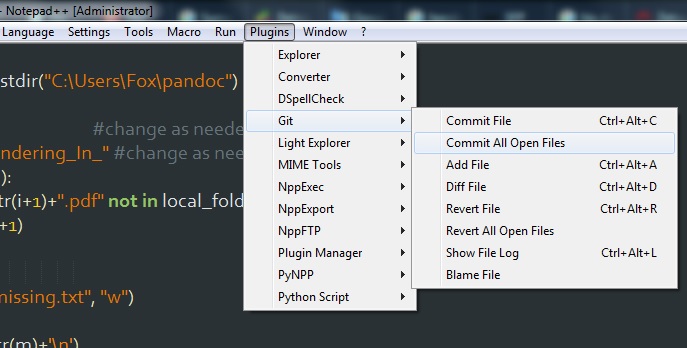 - Notepad++ [Administrator]
Language Settings Tools Macro Run Plugins Window ?
stdir("C:\Users\Fox\pandoc")
#change as neede
ndering_In_" #change as nee
):
tr(i+1)+".pdf" not in local_fold
+1)
nissing.txt", "w")
tr(m)+'\n')
Explorer
Converter
DSpellCheck
Git
Light Explorer
MIME Tools
NppExec
NppExport
NppFTP
Plugin Manager
PyNPP
Python Script
Commit File Ctrl+Alt+C
Commit All Open Files
Add File Ctrl+Alt+A
Diff File Ctrl+Alt+D
Revert File Ctrl+Alt+R
Revert All Open Files
Show File Log Ctrl+Alt+L
Blame File